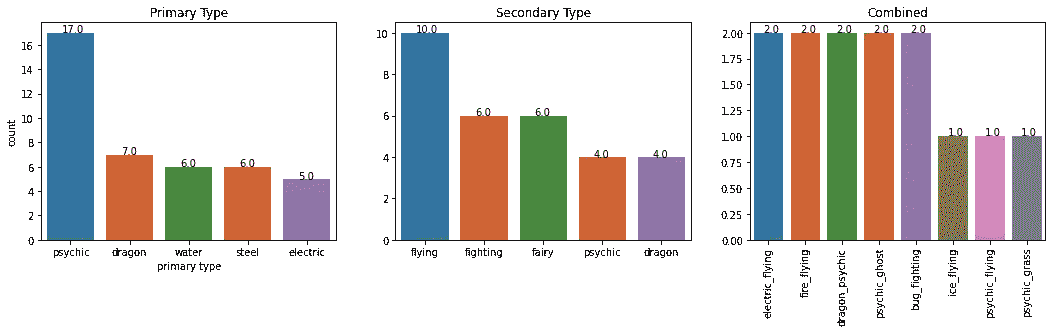 Primary Type
count
16
14
12
10
8
6
4
2
0
17.0
7.0
6.0
6.0
5.0
psychic dragon water steel electric
primary type
Secondary Type
10
8
6
4
2
0
10.0
6.0
6.0
4.0
4.0
flying fighting fairy psychic dragon
Combined
2.00
1.75
1.50
1.25
1.00
0.75
0.50
0.25
0.00
2.0
2.0
2.0
2.0
2.0
1.0
1.0
1.0
electric_flying
fire_flying
dragon_psychic
psychic_ghost
bug_fighting
ice_flying
psychic_flying
psychic_grass